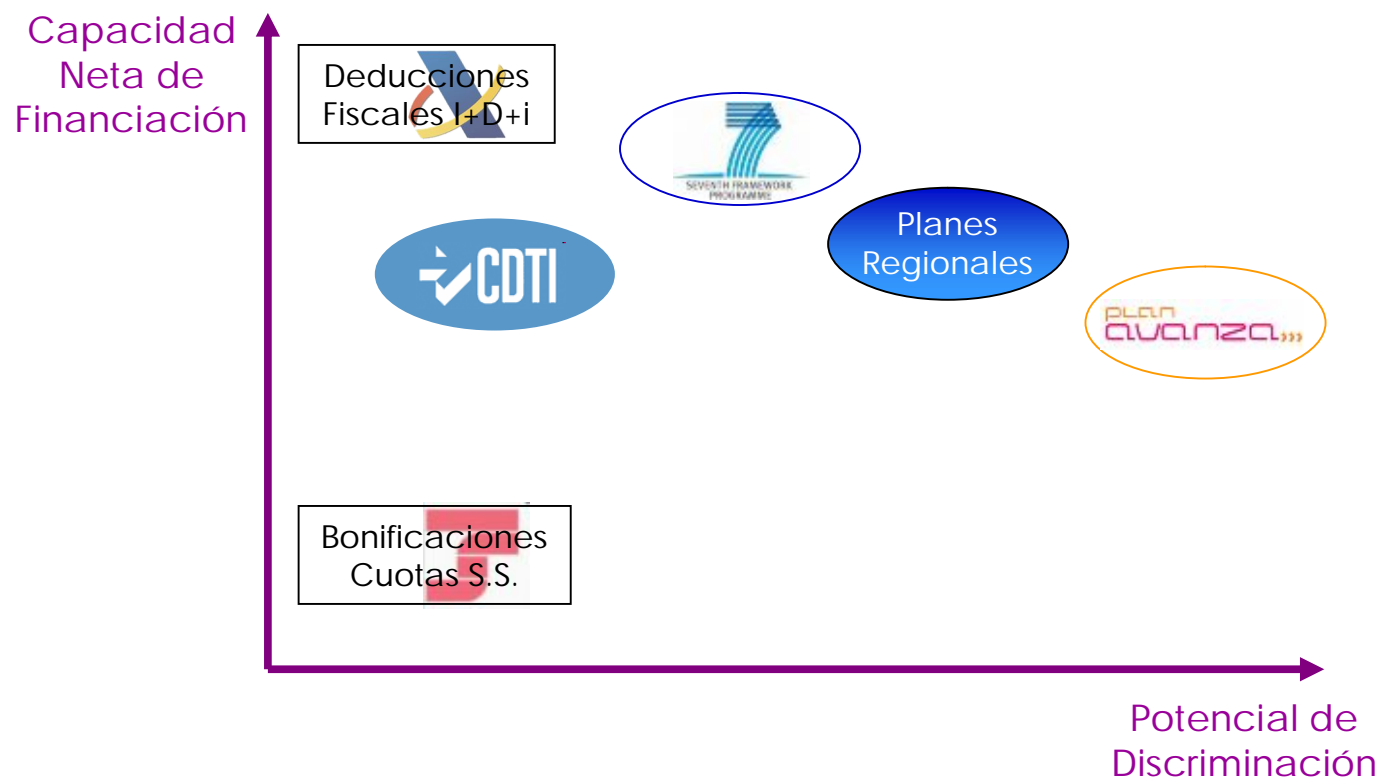 Capacidad
Neta de
Financiación
Deducciones
Fiscales I+D+i
7
SEVENTH FRAMEWORK
PROGRAMME
CDTI
Planes
Regionales
PLan
avanza>>>
Bonificaciones
Cuotas S.S.
Potencial de
Discriminación